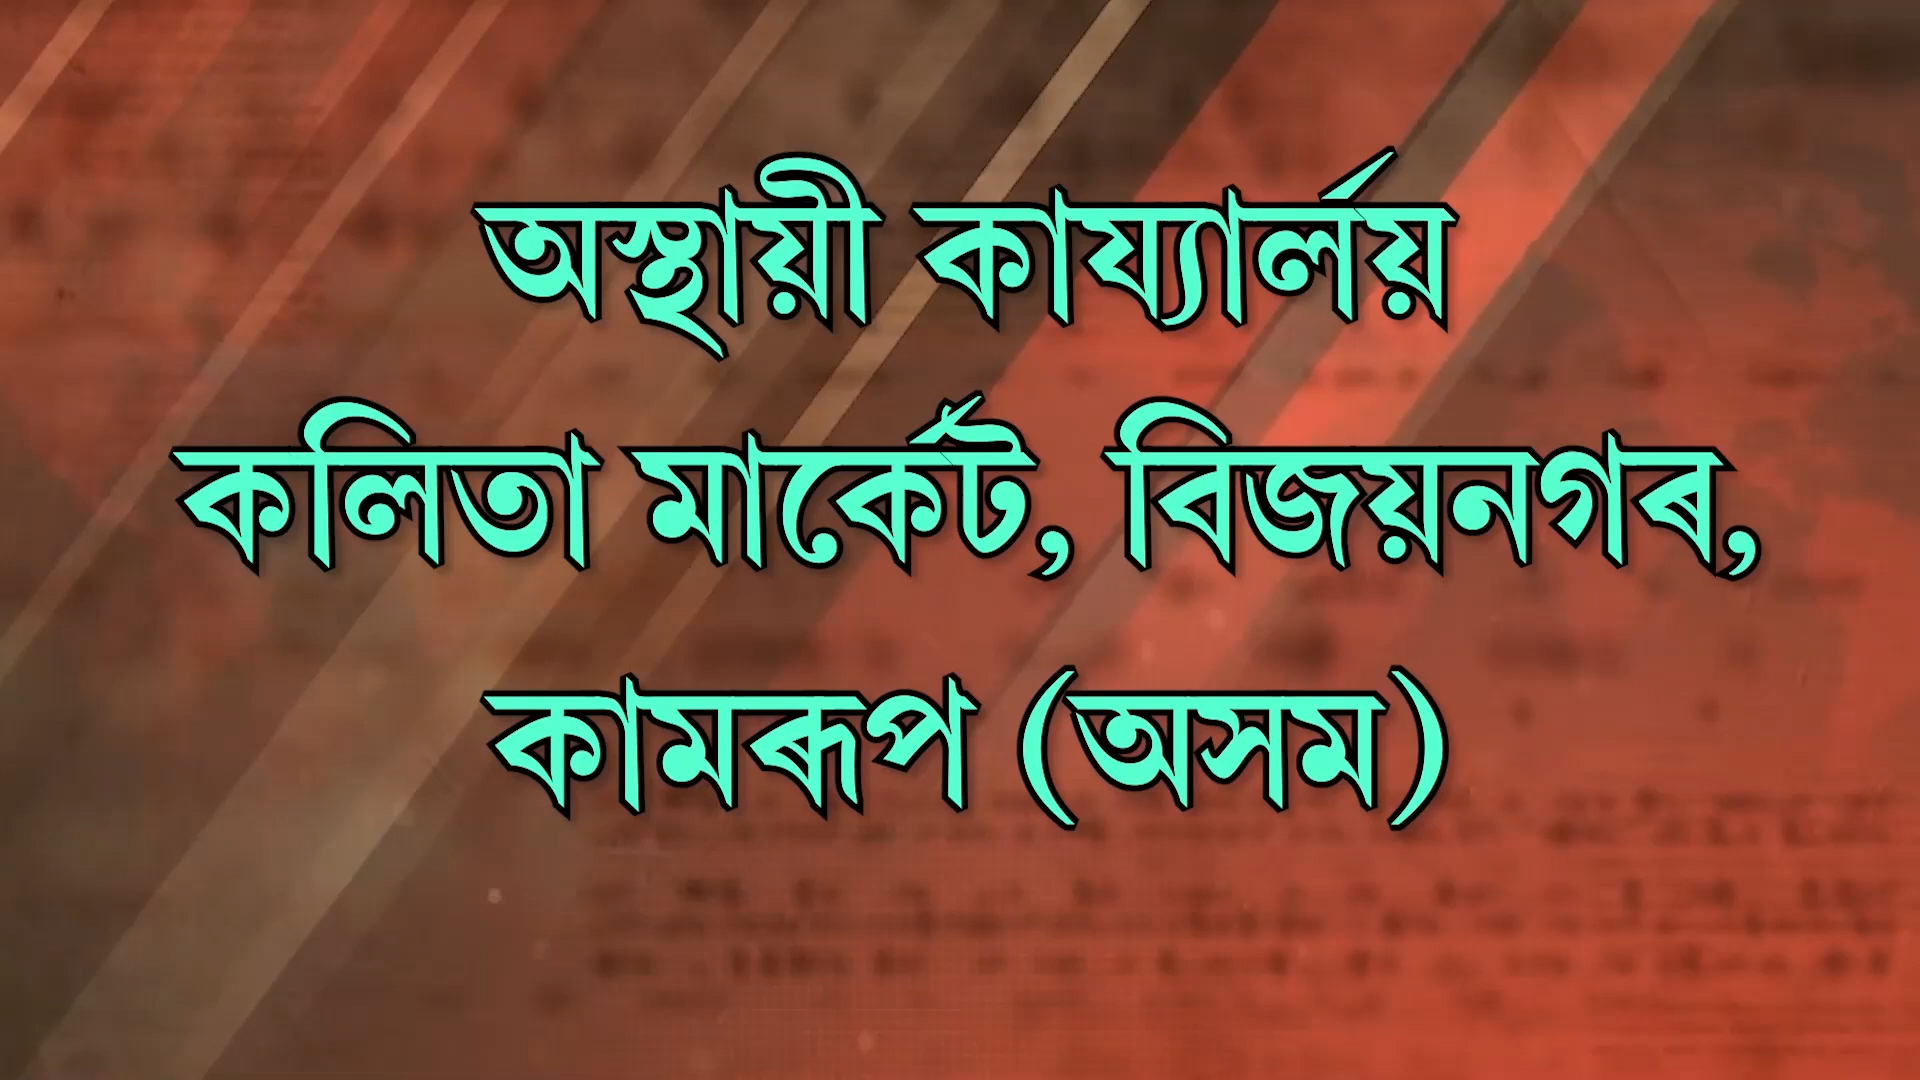 অস্থায়ী কায্যার্লয়
কলিতা মাৰ্কেট, বিজয়নগৰ,
কামৰূপ (অসম)